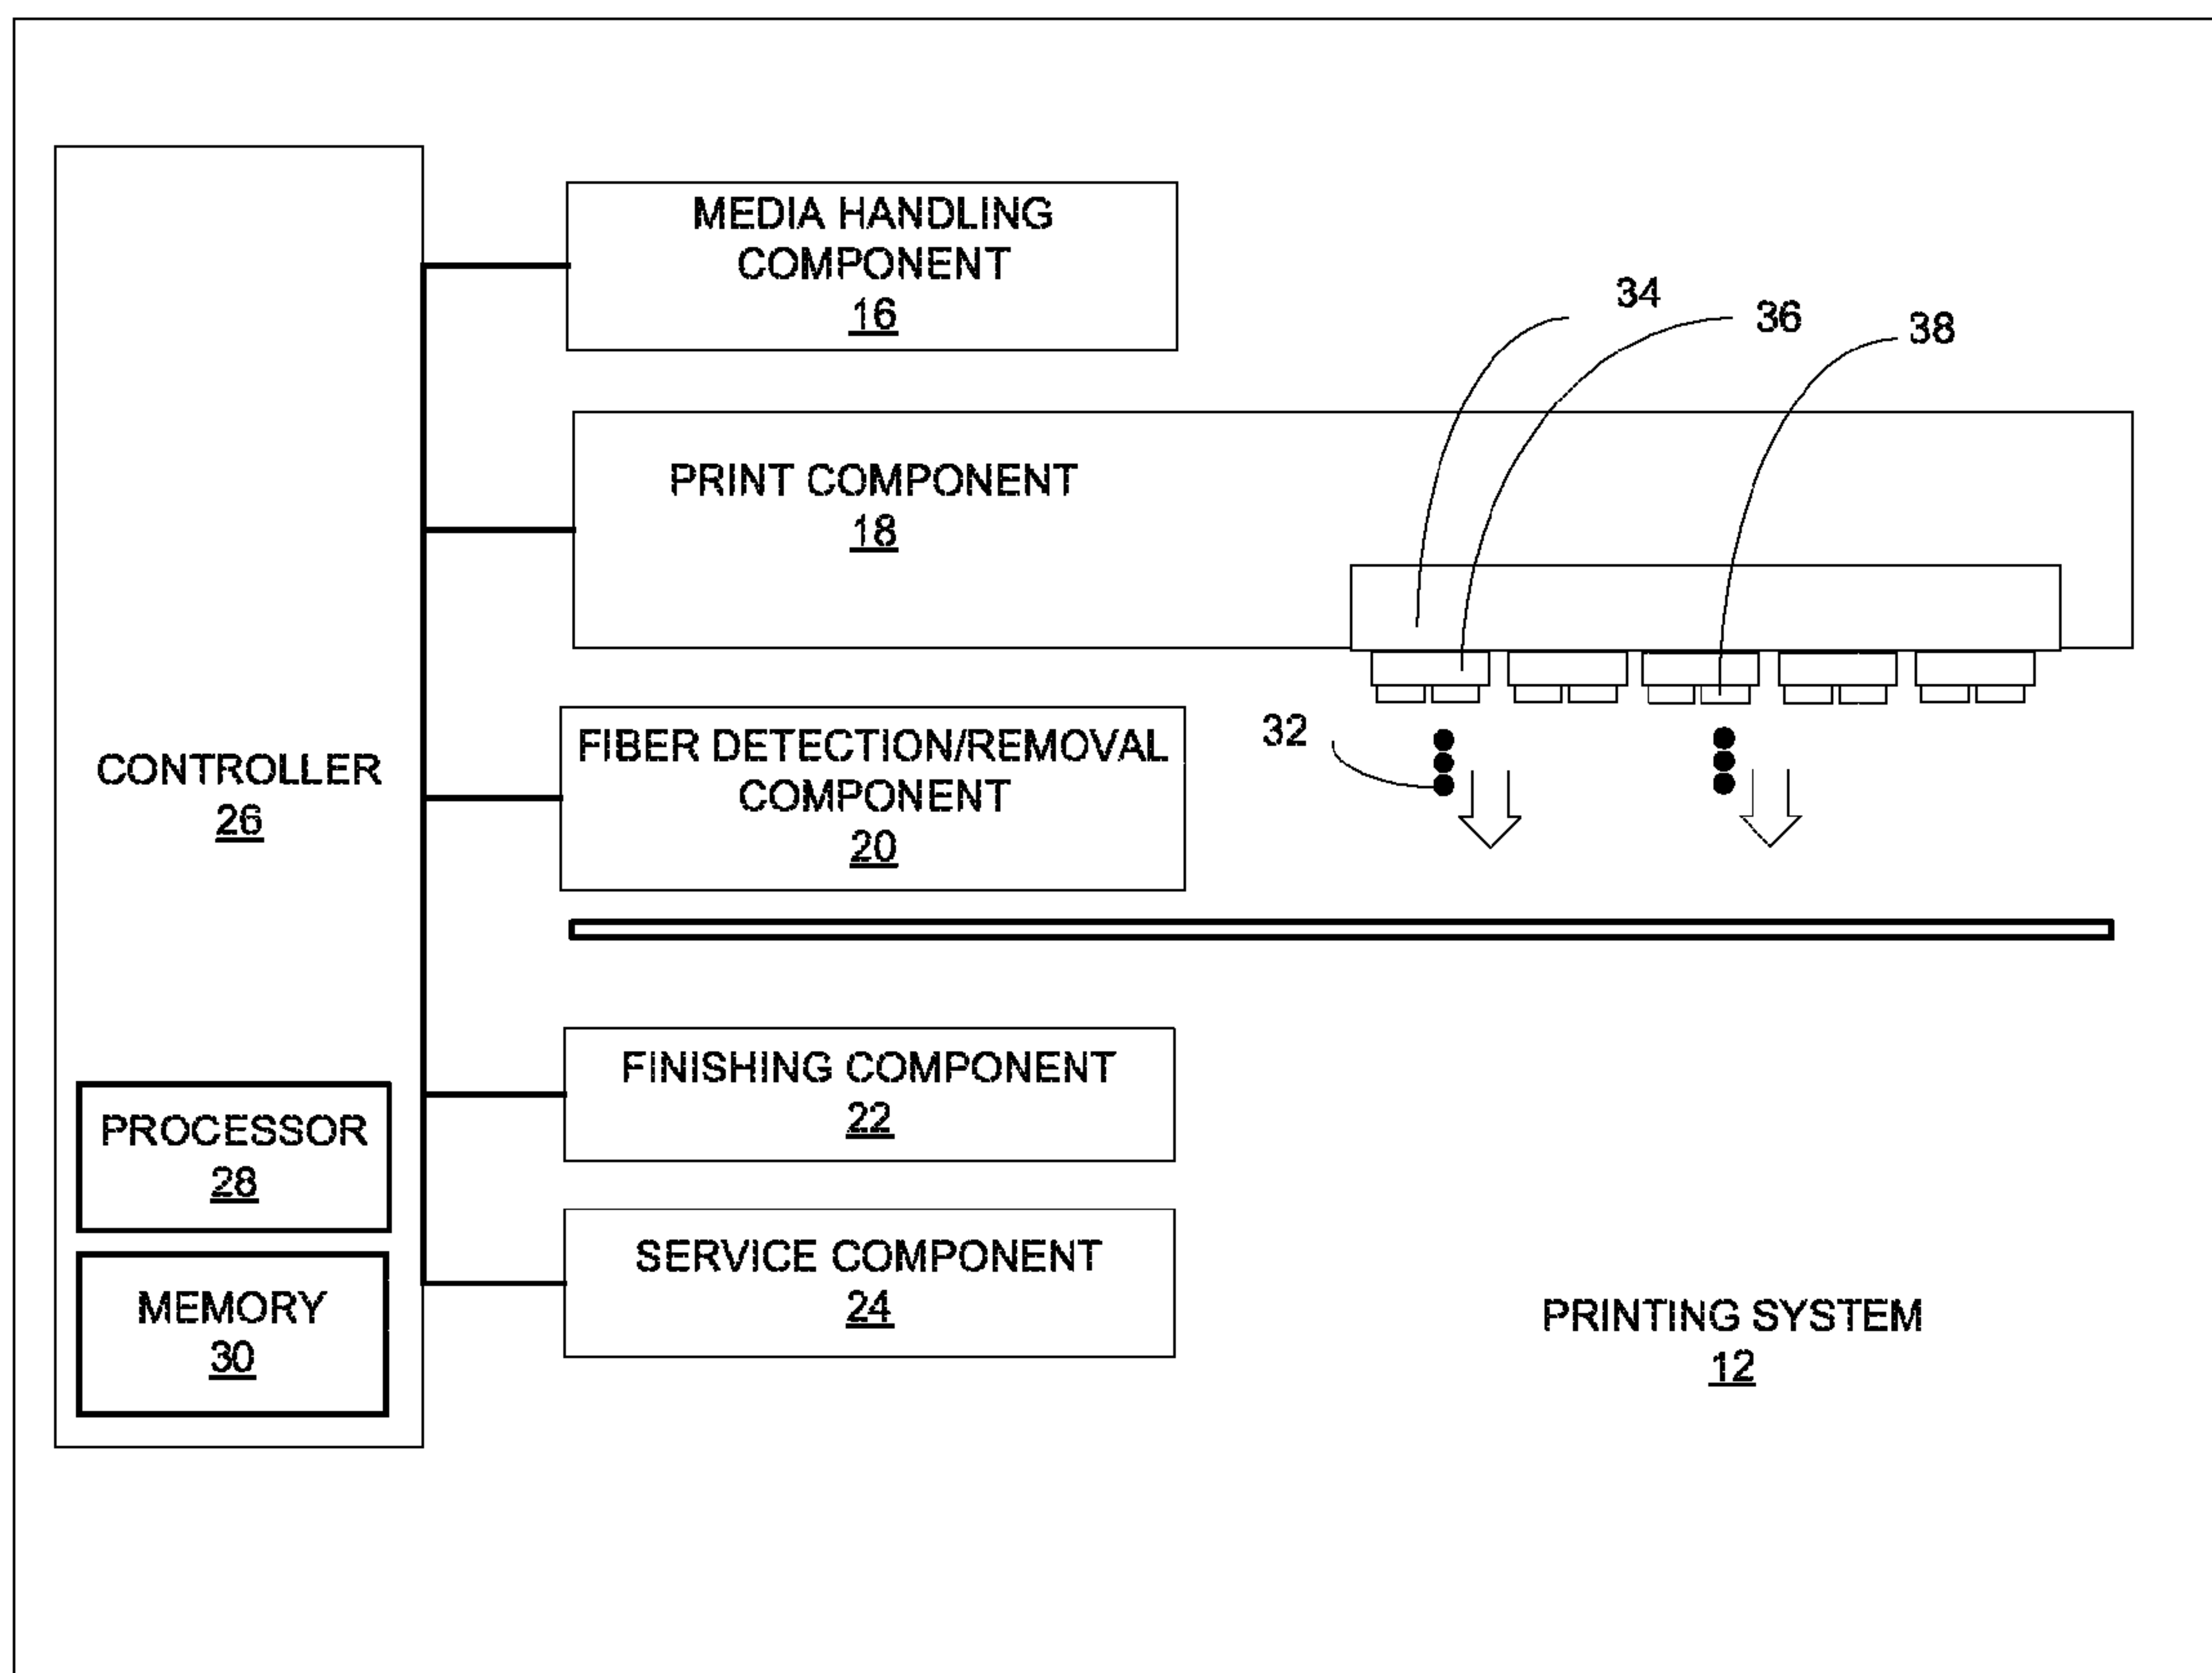 MEDIA HANDLING
COMPONENT
16
34
36
38
PRINT COMPONENT
18
FIBER DETECTION/REMOVAL
COMPONENT
20
32
CONTROLLER
26
FINISHING COMPONENT
22
PROCESSOR
28
SERVICE COMPONENT
24
MEMORY
30
PRINTING SYSTEM
12